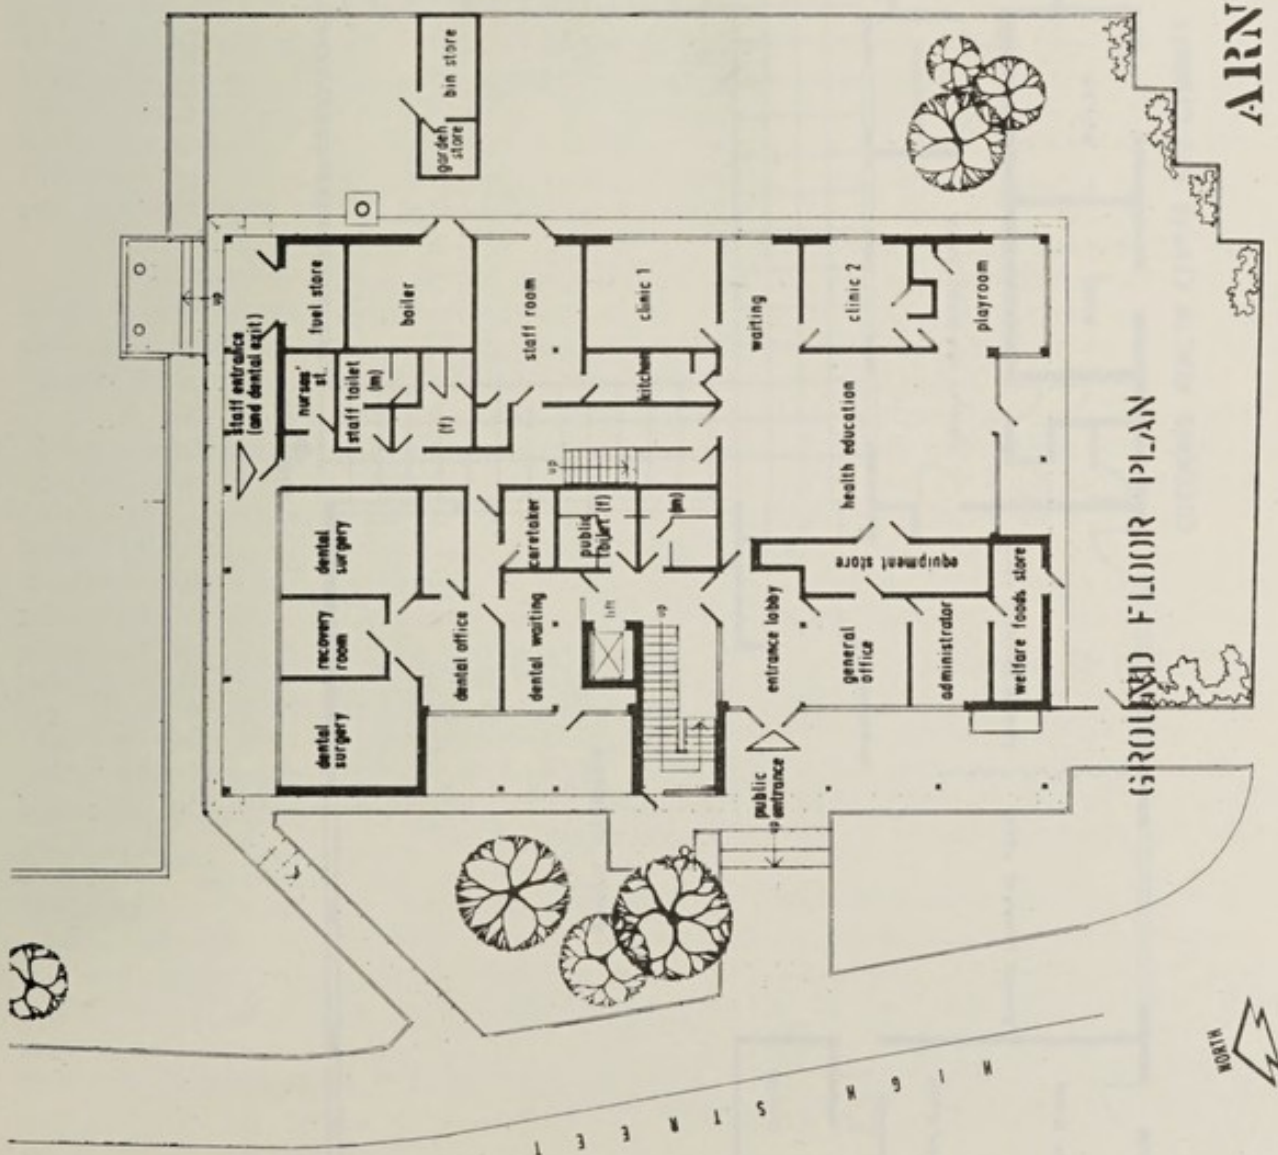 ARN
GROUND FLOOR PLAN
bin store
garden
store
up
staff entrance
(and dental exit)
fuel store
boiler
staff room
clinic 1
waiting
clinic 2
playroom
nurses'
st.
staff toilet
(m)
(f)
kitchen
up
health education
dental
surgery
caretaker
public
toilet (f)
(m)
equipment store
recovery
room
dental office
dental waiting
lift
up
entrance lobby
general
office
administrator
welfare foods store
dental
surgery
public
entrance
up
HIGH STREET
NORTH